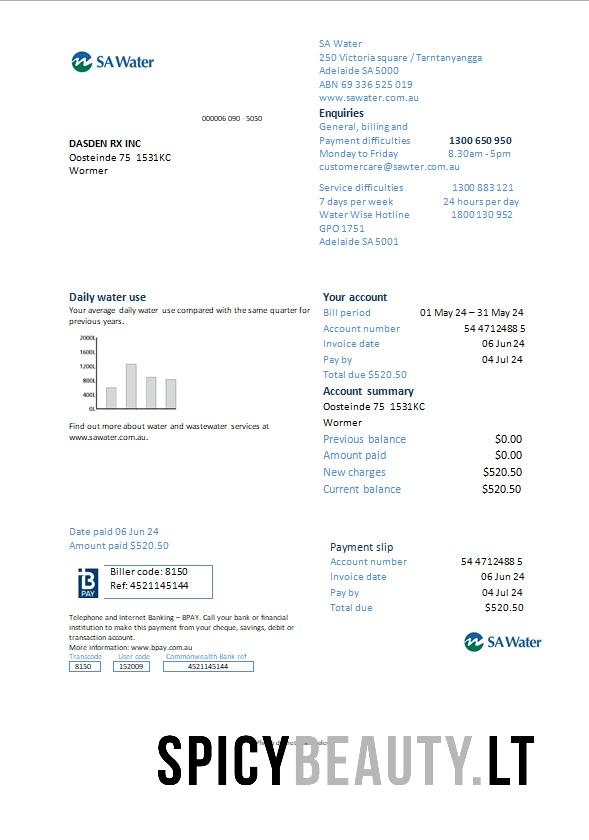 SA Water
SA Water
250 Victoria square / Tarntanyangga
Adelaide SA 5000
ABN 69 336 525 019
www.sawater.com.au
Enquiries
General, billing and
Payment difficulties 1300 650 950
Monday to Friday 8.30am - 5pm
customercare@sawter.com.au
Service difficulties 1300 883 121
7 days per week 24 hours per day
Water Wise Hotline 1800 130 952
GPO 1751
Adelaide SA 5001
000006 090 5050
DASDEN RX INC
Oosteinde 75 1531KC
Wormer
Daily water use
Your average daily water use compared with the same quarter for
previous years.
2000L
1600L
1200L
800L
400L
0L
Find out more about water and wastewater services at
www.sawater.com.au.
Your account
Bill period 01 May 24 – 31 May 24
Account number 54 4712488 5
Invoice date 06 Jun 24
Pay by 04 Jul 24
Total due $520.50
Account summary
Oosteinde 75 1531KC
Wormer
Previous balance $0.00
Amount paid $0.00
New charges $520.50
Current balance $520.50
Date paid 06 Jun 24
Amount paid $520.50
B
PAY
Biller code: 8150
Ref: 4521145144
Telephone and Internet Banking – BPAY. Call your bank or financial
institution to make this payment from your cheque, savings, debit or
transaction account.
More information: www.bpay.com.au
Transcode User code Commonwealth Bank ref
8150 152009 4521145144
Payment slip
Account number 54 4712488 5
Invoice date 06 Jun 24
Pay by 04 Jul 24
Total due $520.50
SA Water
SPICYBEAUTY.LT